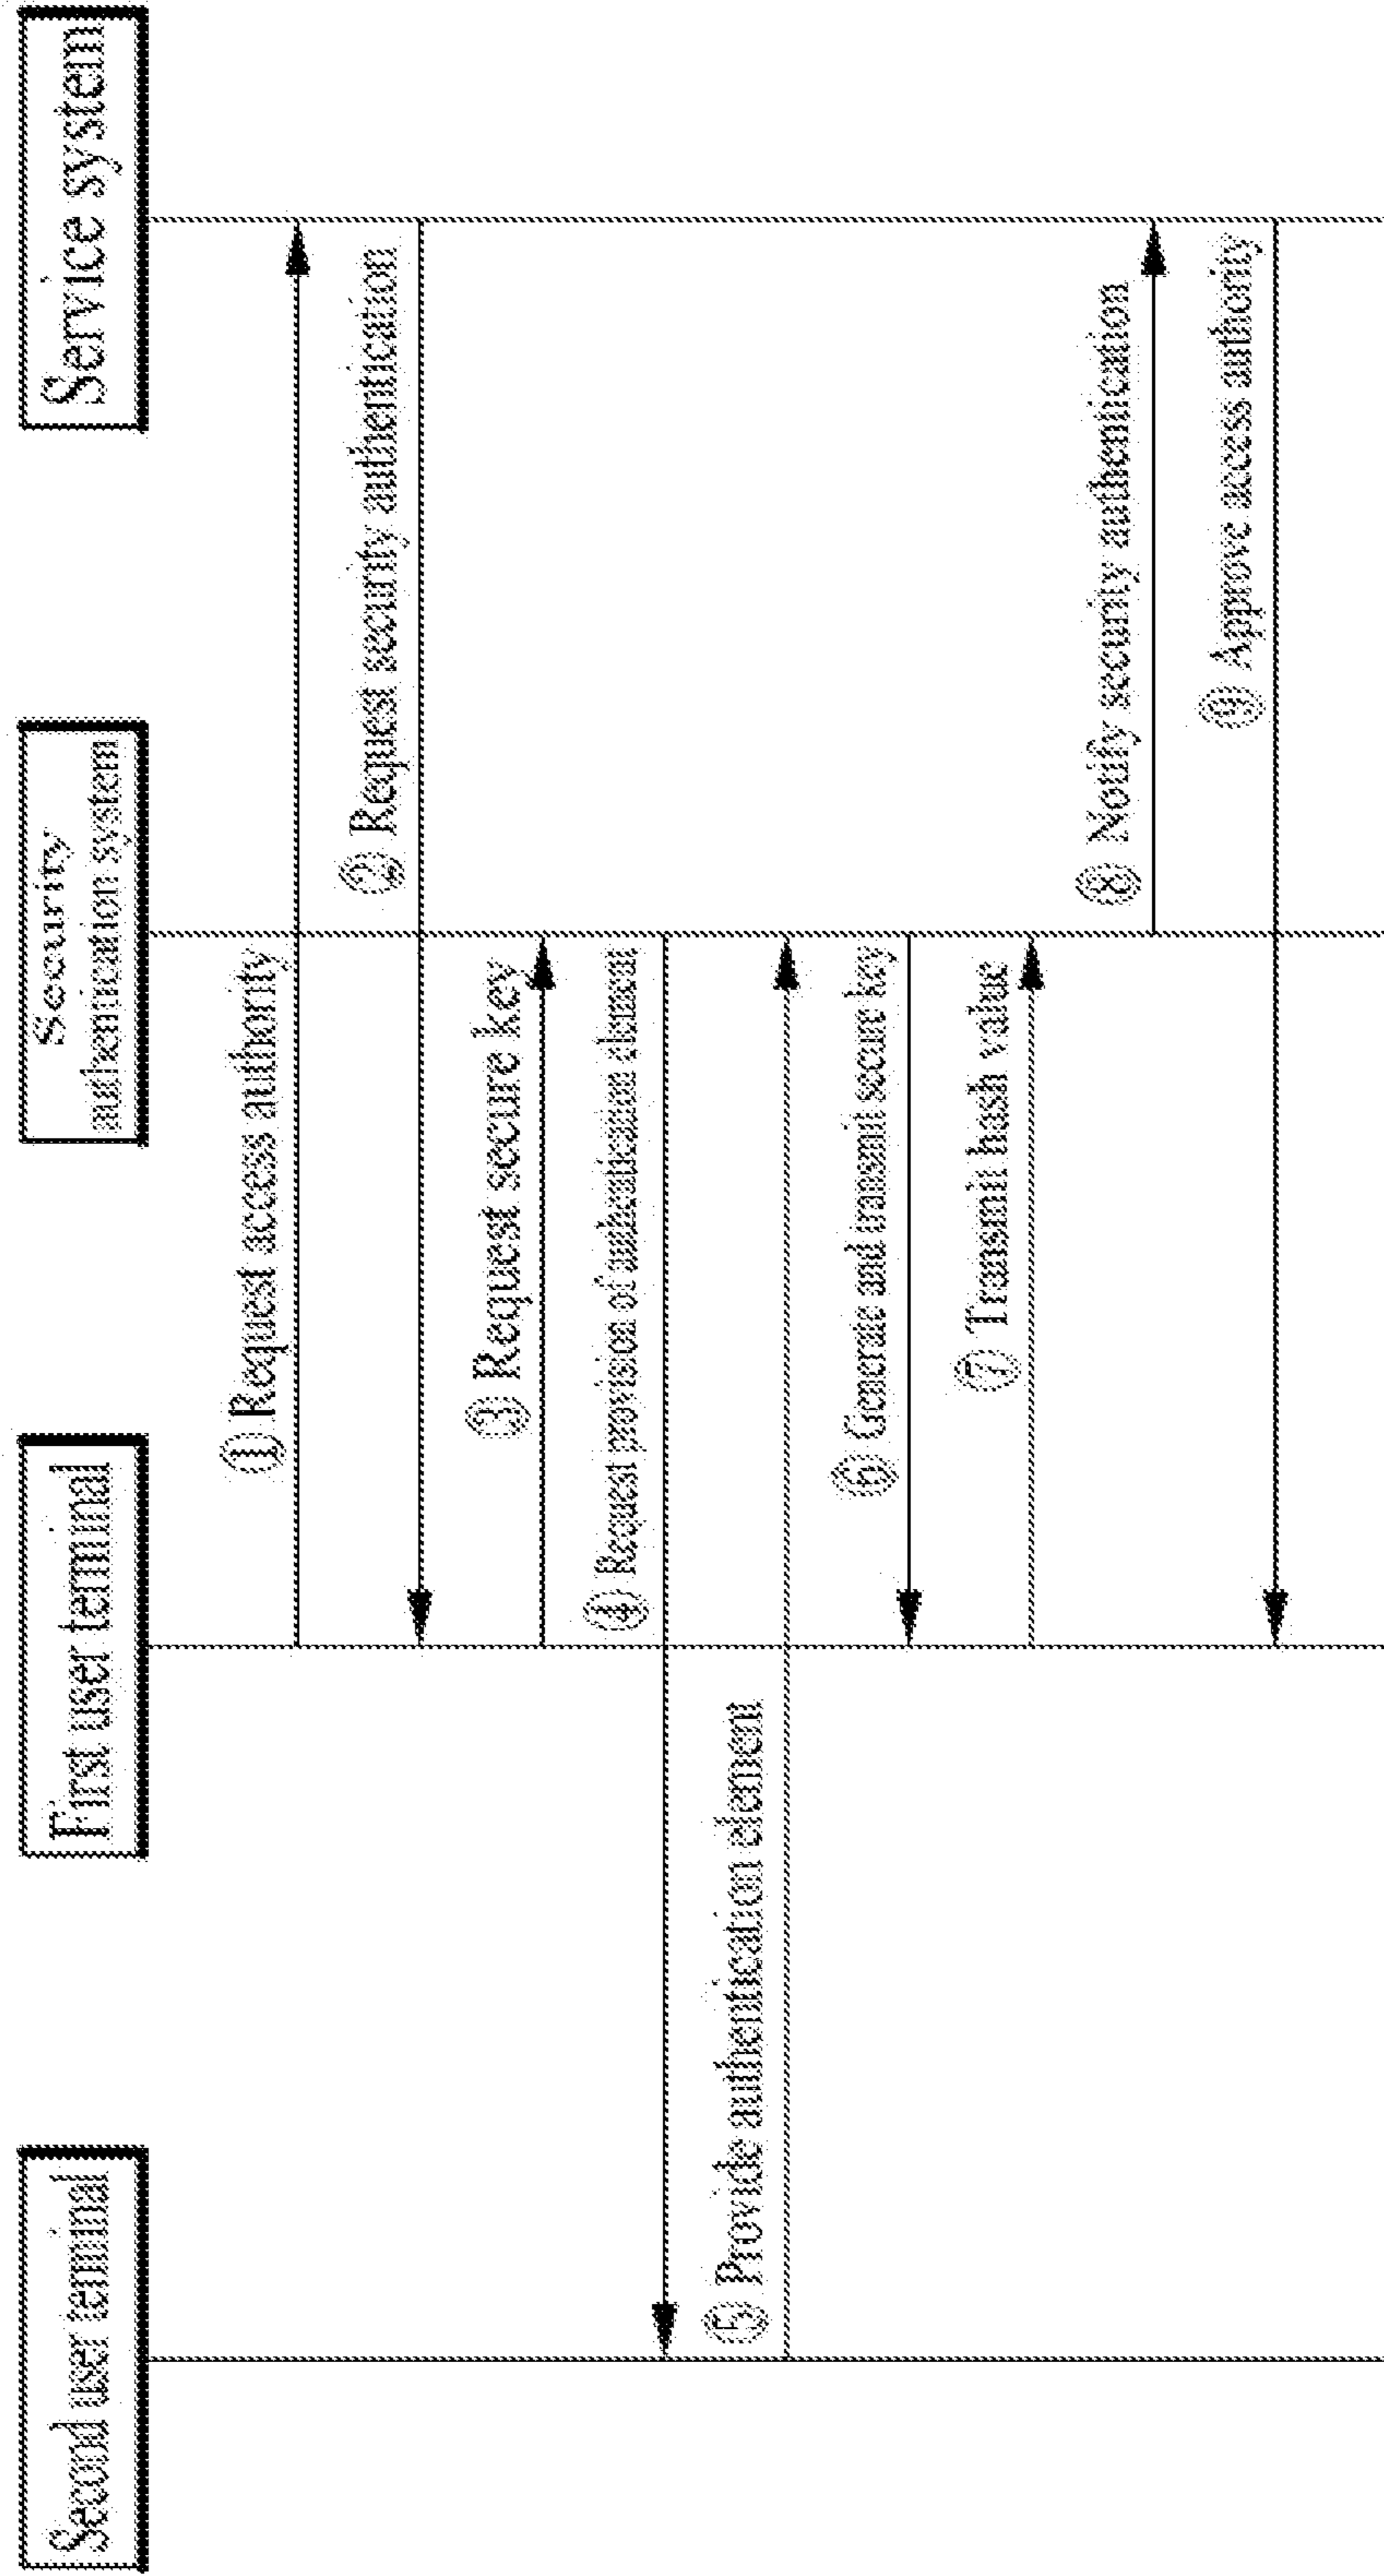 Second user terminal
First user terminal
Security
authentication system
Service system
① Request access authority
② Request security authentication
③ Request secure key
④ Request provision of authentication element
⑤ Provide authentication element
⑥ Generate and transmit secure key
⑦ Transmit hash value
⑧ Notify security authentication
⑨ Approve access authority